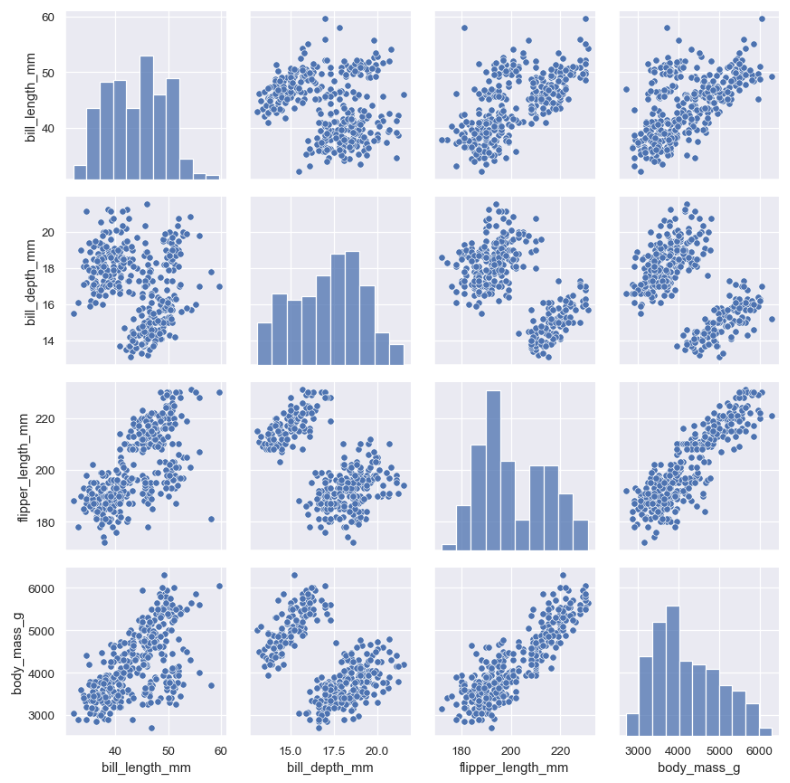 60
50
40
bill_length_mm
20
18
16
14
bill_depth_mm
220
200
180
flipper_length_mm
6000
5000
4000
3000
body_mass_g
40 50 60
bill_length_mm
15.0 17.5 20.0
bill_depth_mm
180 200 220
flipper_length_mm
3000 4000 5000 6000
body_mass_g